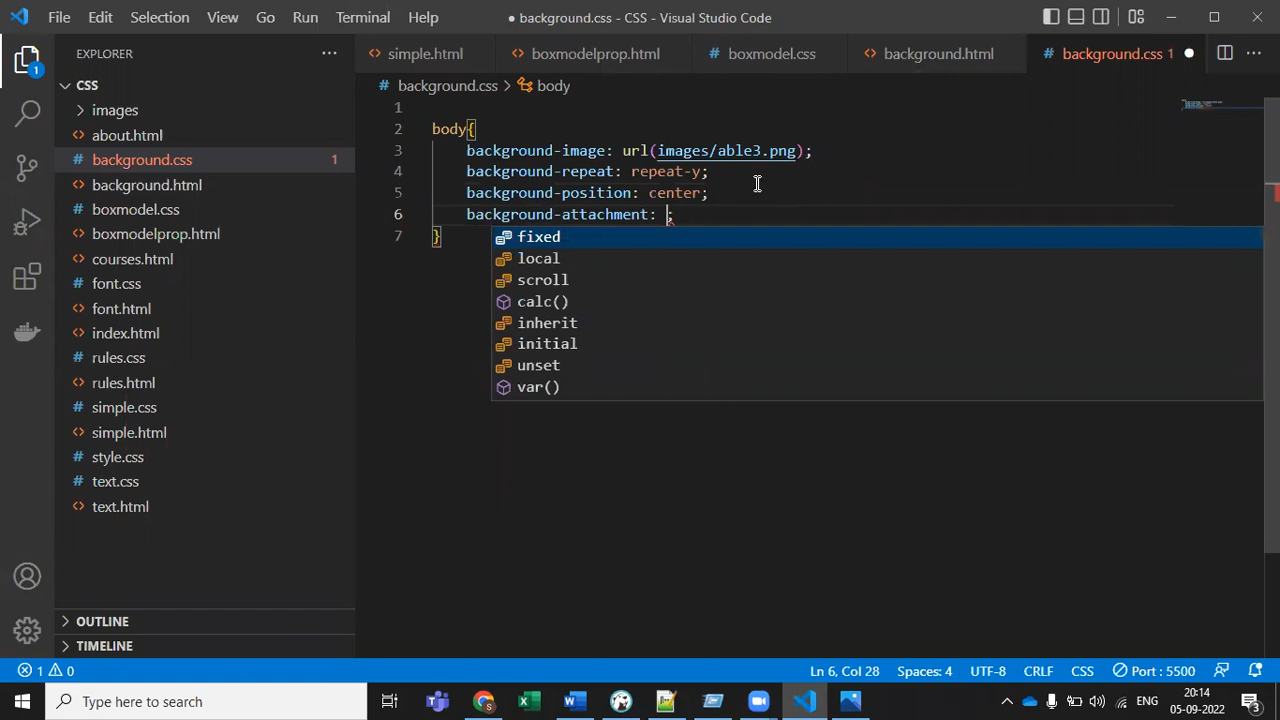 File Edit Selection View Go Run Terminal Help
● background.css - CSS - Visual Studio Code
EXPLORER
simple.html
boxmodelprop.html
boxmodel.css
background.html
background.css 1
CSS
background.css > body
images
about.html
background.css 1
background.html
boxmodel.css
boxmodelprop.html
courses.html
font.css
font.html
index.html
rules.css
rules.html
simple.css
simple.html
style.css
text.css
text.html
OUTLINE
TIMELINE
1
2 body{
3 background-image: url(images/able3.png);
4 background-repeat: repeat-y;
5 background-position: center;
6 background-attachment: ;
7 }
fixed
local
scroll
calc()
inherit
initial
unset
var()
1
1 0
Ln 6, Col 28 Spaces: 4 UTF-8 CRLF CSS Port : 5500
Type here to search
ENG
20:14
05-09-2022
3